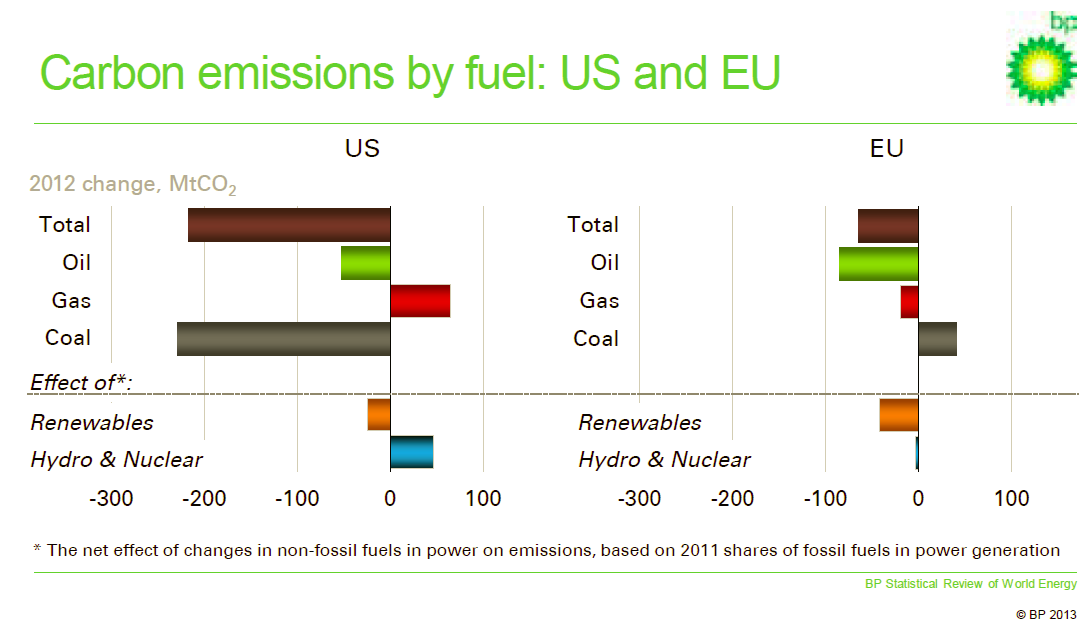 bp
Carbon emissions by fuel: US and EU
US
EU
2012 change, MtCO₂
Total
Oil
Gas
Coal
Effect of*:
Renewables
Hydro & Nuclear
-300 -200 -100 0 100
Total
Oil
Gas
Coal
Renewables
Hydro & Nuclear
-300 -200 -100 0 100
* The net effect of changes in non-fossil fuels in power on emissions, based on 2011 shares of fossil fuels in power generation
BP Statistical Review of World Energy
© BP 2013